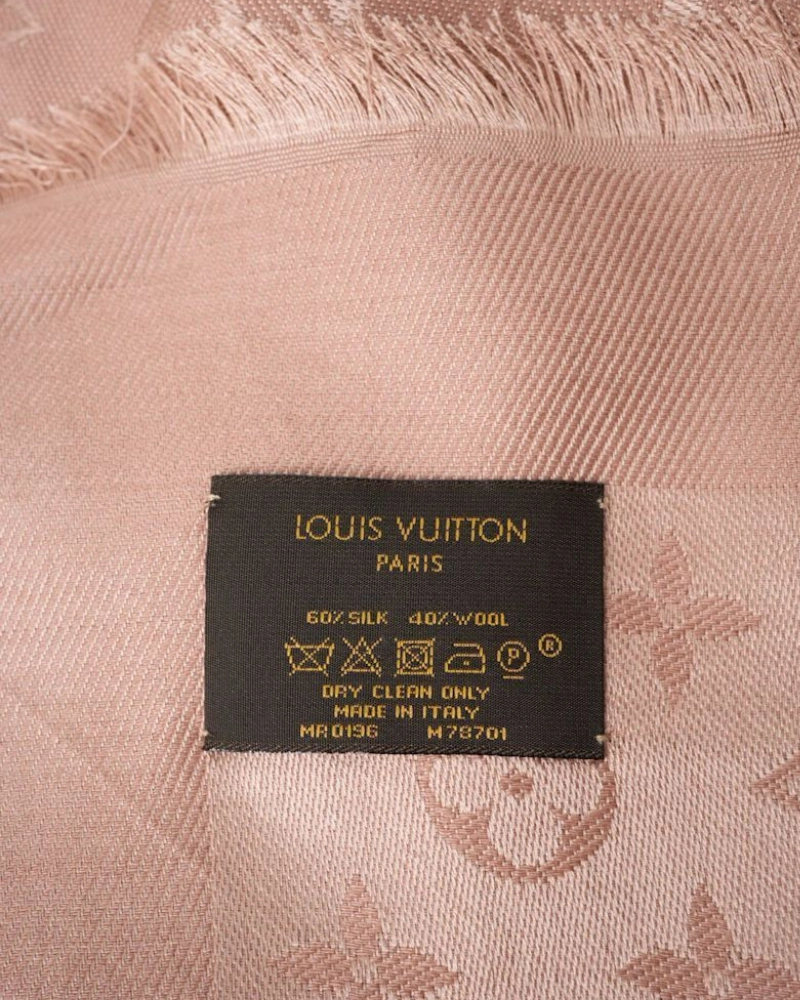 LOUIS VUITTON
PARIS
60% SILK 40% WOOL
P ®
DRY CLEAN ONLY
MADE IN ITALY
MR0196 M78701